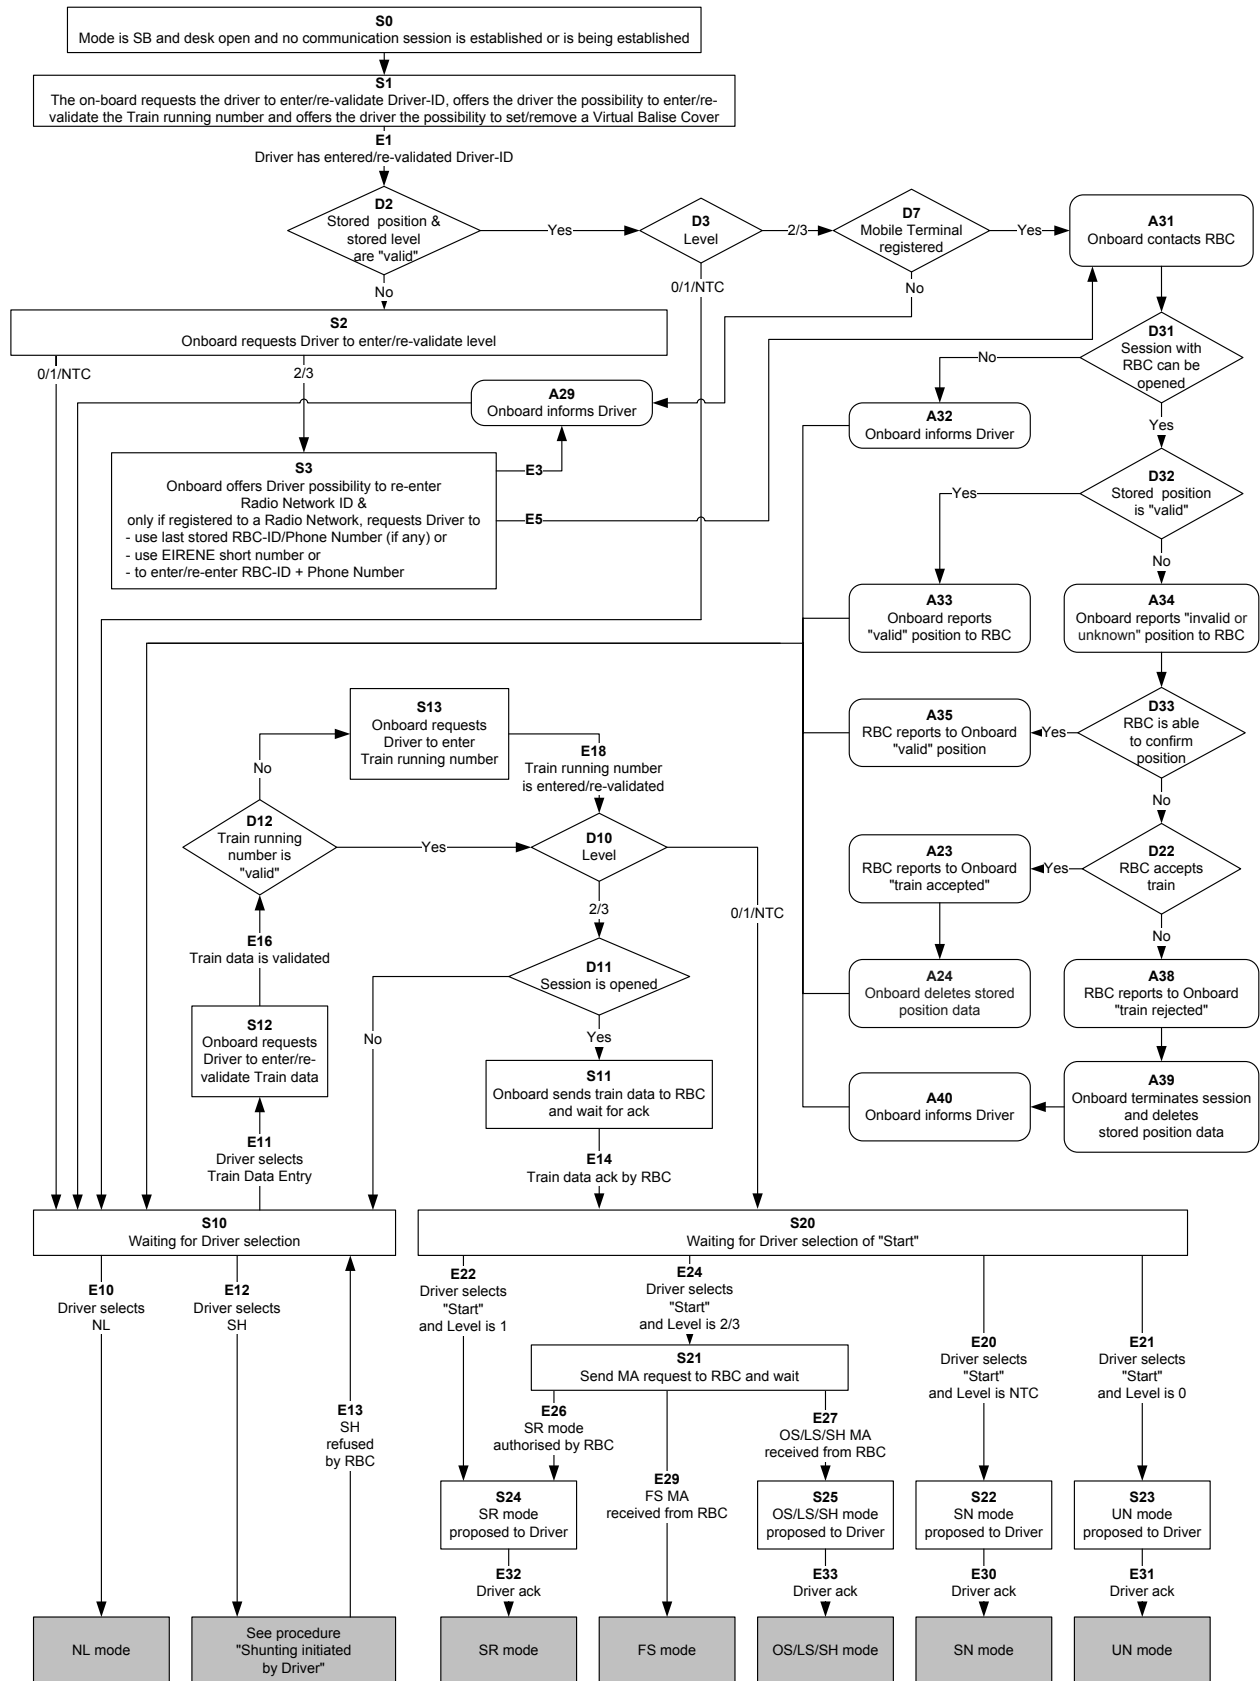 S0
Mode is SB and desk open and no communication session is established or is being established
S1
The on-board requests the driver to enter/re-validate Driver-ID, offers the driver the possibility to enter/re-
validate the Train running number and offers the driver the possibility to set/remove a Virtual Balise Cover
E1
Driver has entered/re-validated Driver-ID
D2
Stored position &
stored level
are "valid"
Yes
D3
Level
2/3
D7
Mobile Terminal
registered
Yes
A31
Onboard contacts RBC
No
0/1/NTC
No
S2
Onboard requests Driver to enter/re-validate level
0/1/NTC
2/3
D31
Session with
RBC can be
opened
No
Yes
A29
Onboard informs Driver
A32
Onboard informs Driver
S3
Onboard offers Driver possibility to re-enter
Radio Network ID &
only if registered to a Radio Network, requests Driver to
- use last stored RBC-ID/Phone Number (if any) or
- use EIRENE short number or
- to enter/re-enter RBC-ID + Phone Number
E3
E5
D32
Stored position
is "valid"
Yes
No
A33
Onboard reports
"valid" position to RBC
A34
Onboard reports "invalid or
unknown" position to RBC
S13
Onboard requests
Driver to enter
Train running number
E18
Train running number
is entered/re-validated
A35
RBC reports to Onboard
"valid" position
Yes
D33
RBC is able
to confirm
position
No
No
D12
Train running
number is
"valid"
Yes
D10
Level
2/3
0/1/NTC
A23
RBC reports to Onboard
"train accepted"
Yes
D22
RBC accepts
train
No
E16
Train data is validated
D11
Session is opened
No
Yes
A24
Onboard deletes stored
position data
A38
RBC reports to Onboard
"train rejected"
S12
Onboard requests
Driver to enter/re-
validate Train data
S11
Onboard sends train data to RBC
and wait for ack
A40
Onboard informs Driver
A39
Onboard terminates session
and deletes
stored position data
E11
Driver selects
Train Data Entry
E14
Train data ack by RBC
S10
Waiting for Driver selection
S20
Waiting for Driver selection of "Start"
E10
Driver selects
NL
E12
Driver selects
SH
E13
SH
refused
by RBC
E22
Driver selects
"Start"
and Level is 1
E24
Driver selects
"Start"
and Level is 2/3
E20
Driver selects
"Start"
and Level is NTC
E21
Driver selects
"Start"
and Level is 0
S21
Send MA request to RBC and wait
E26
SR mode
authorised by RBC
E29
FS MA
received from RBC
E27
OS/LS/SH MA
received from RBC
S24
SR mode
proposed to Driver
S25
OS/LS/SH mode
proposed to Driver
S22
SN mode
proposed to Driver
S23
UN mode
proposed to Driver
E32
Driver ack
E33
Driver ack
E30
Driver ack
E31
Driver ack
NL mode
See procedure
"Shunting initiated
by Driver"
SR mode
FS mode
OS/LS/SH mode
SN mode
UN mode